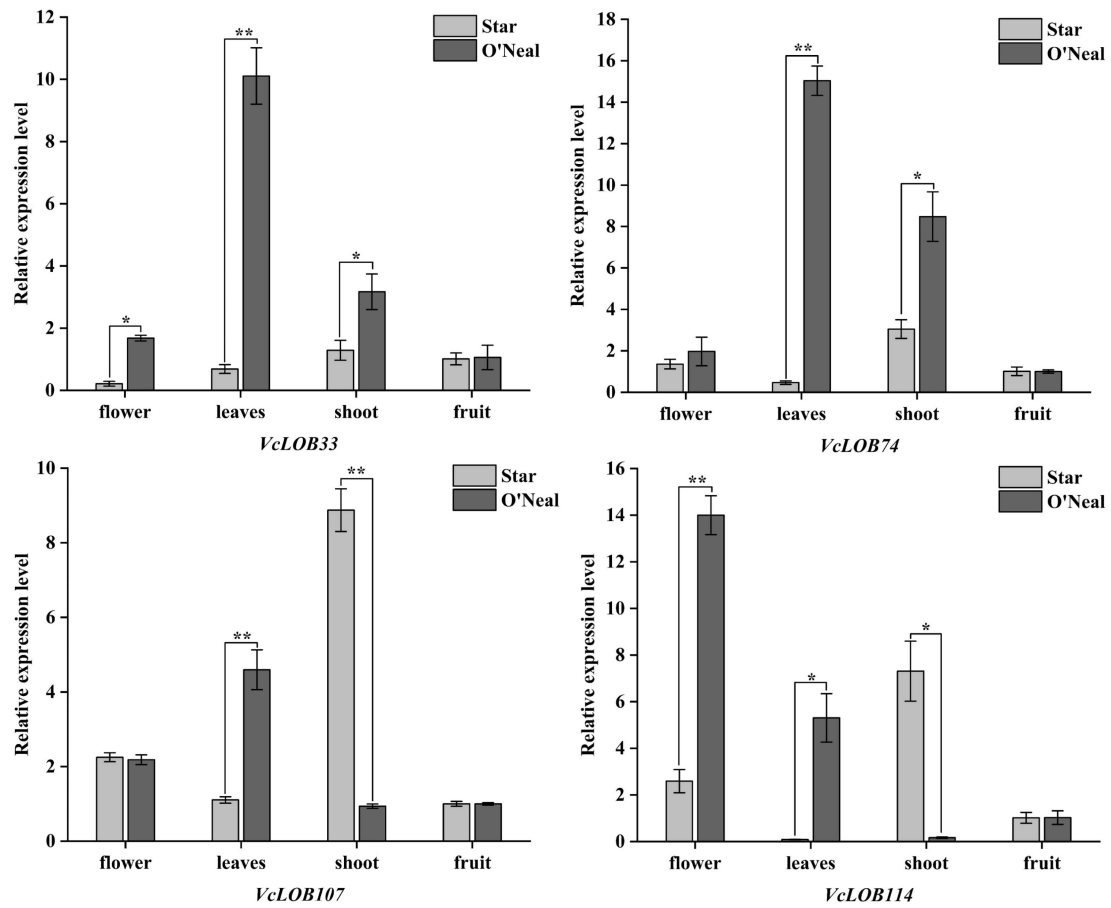 12
10
8
6
4
2
0
Relative expression level
Star
O'Neal
*
**
*
flower leaves shoot fruit
VcLOB33
18
16
14
12
10
8
6
4
2
0
Relative expression level
Star
O'Neal
**
*
flower leaves shoot fruit
VcLOB74
10
8
6
4
2
0
Relative expression level
Star
O'Neal
**
**
flower leaves shoot fruit
VcLOB107
16
14
12
10
8
6
4
2
0
Relative expression level
Star
O'Neal
**
*
*
flower leaves shoot fruit
VcLOB114